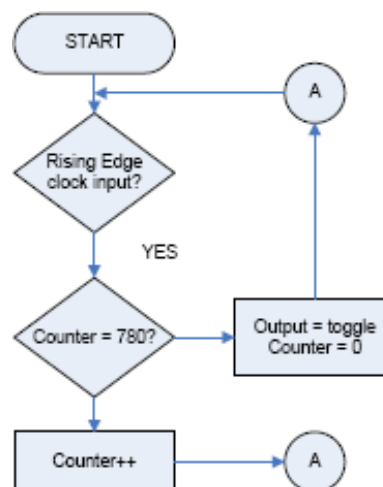 START
A
Rising Edge
clock input?
YES
Counter = 780?
Output = toggle
Counter = 0
Counter++
A